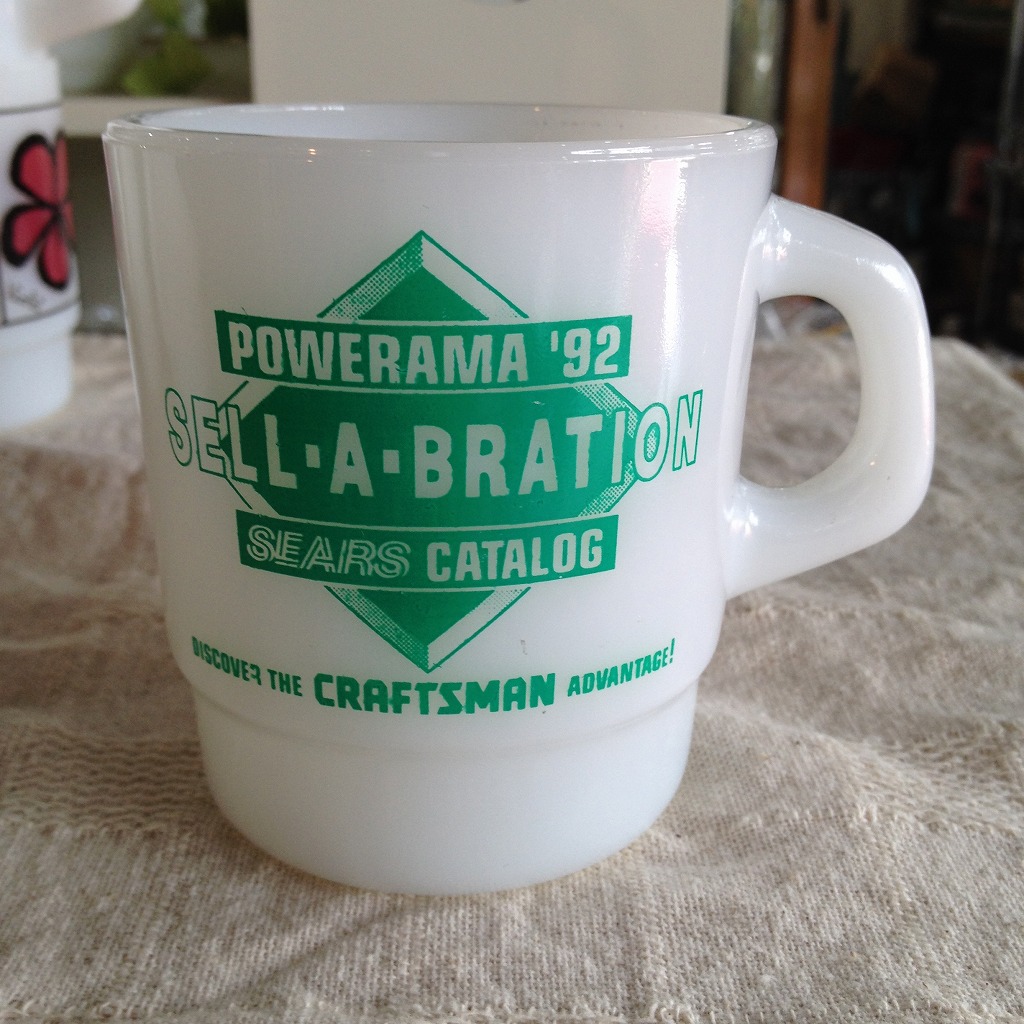 POWERAMA '92
SELL·A·BRATION
SEARS CATALOG
DISCOVER THE CRAFTSMAN ADVANTAGE!